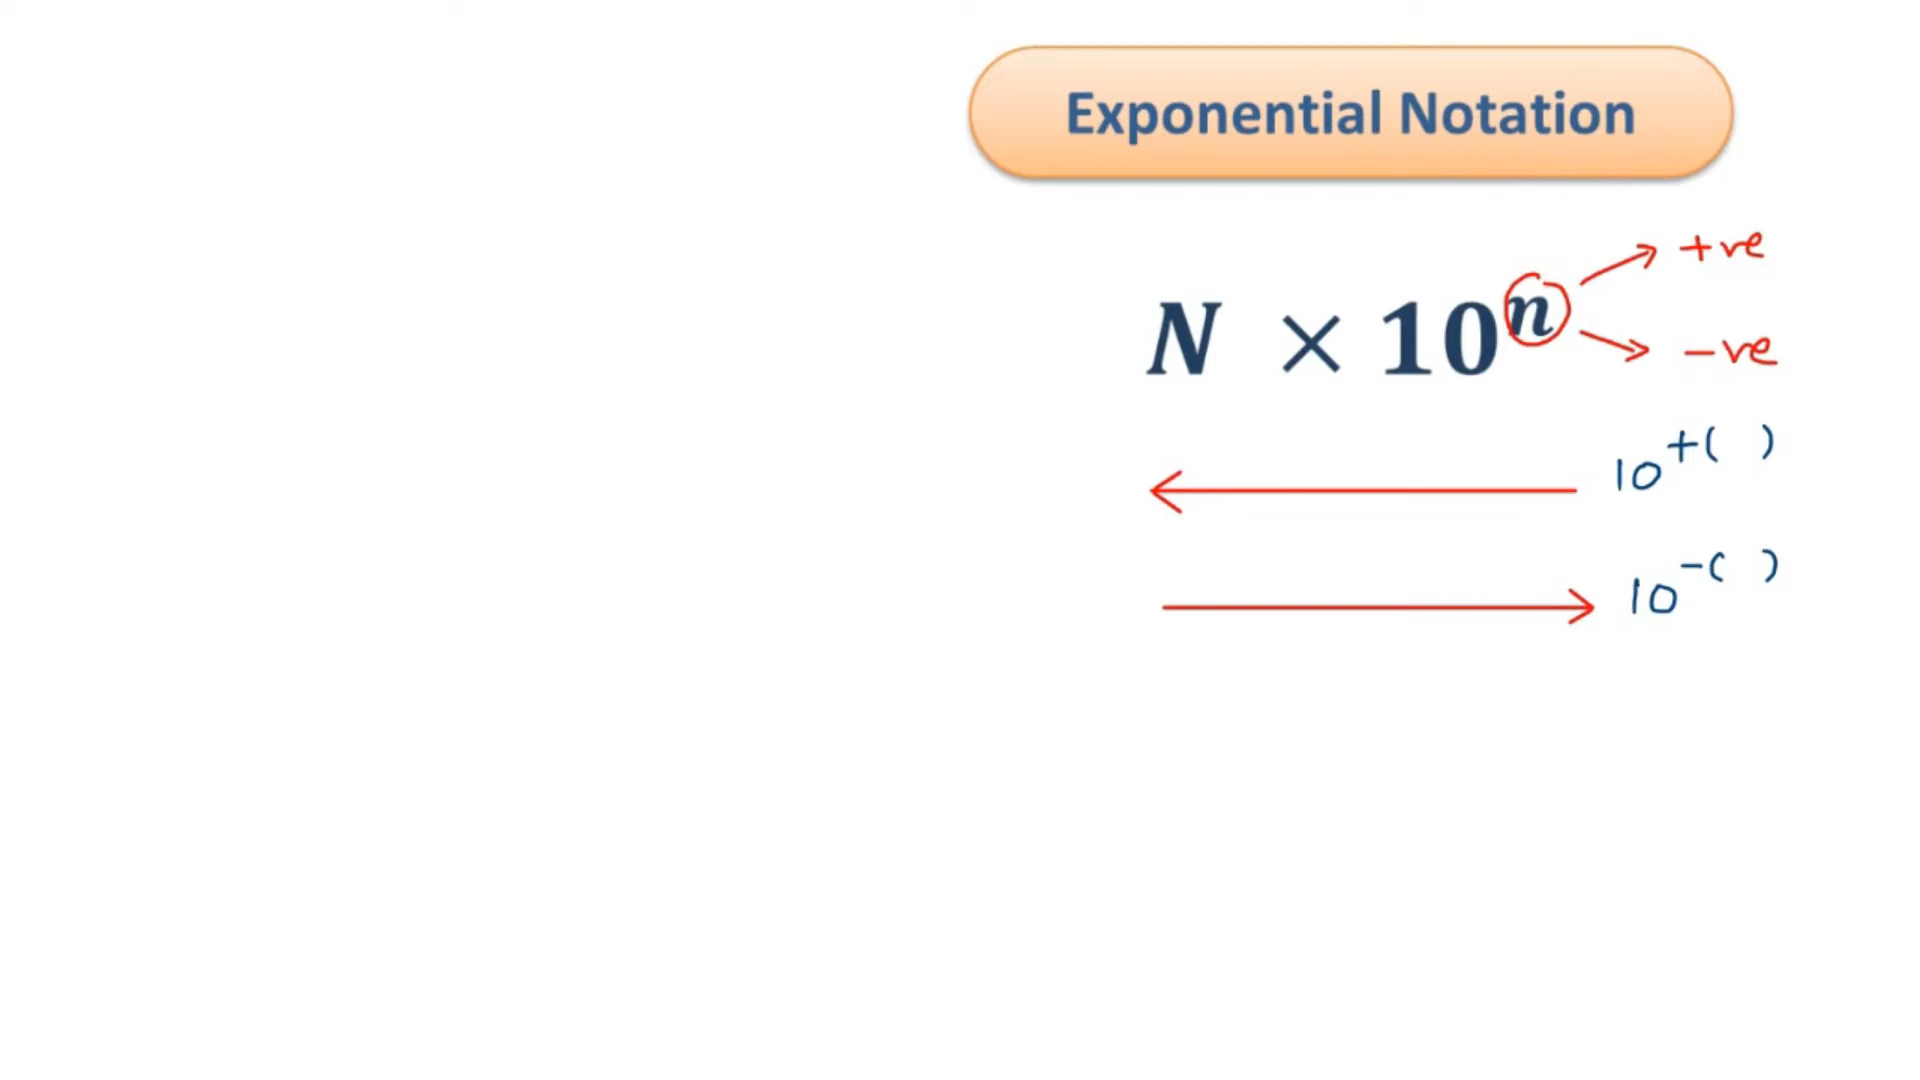 Exponential Notation
+ve
N × 10ⁿ
-ve
10⁺⁽ ⁾
10⁻⁽ ⁾